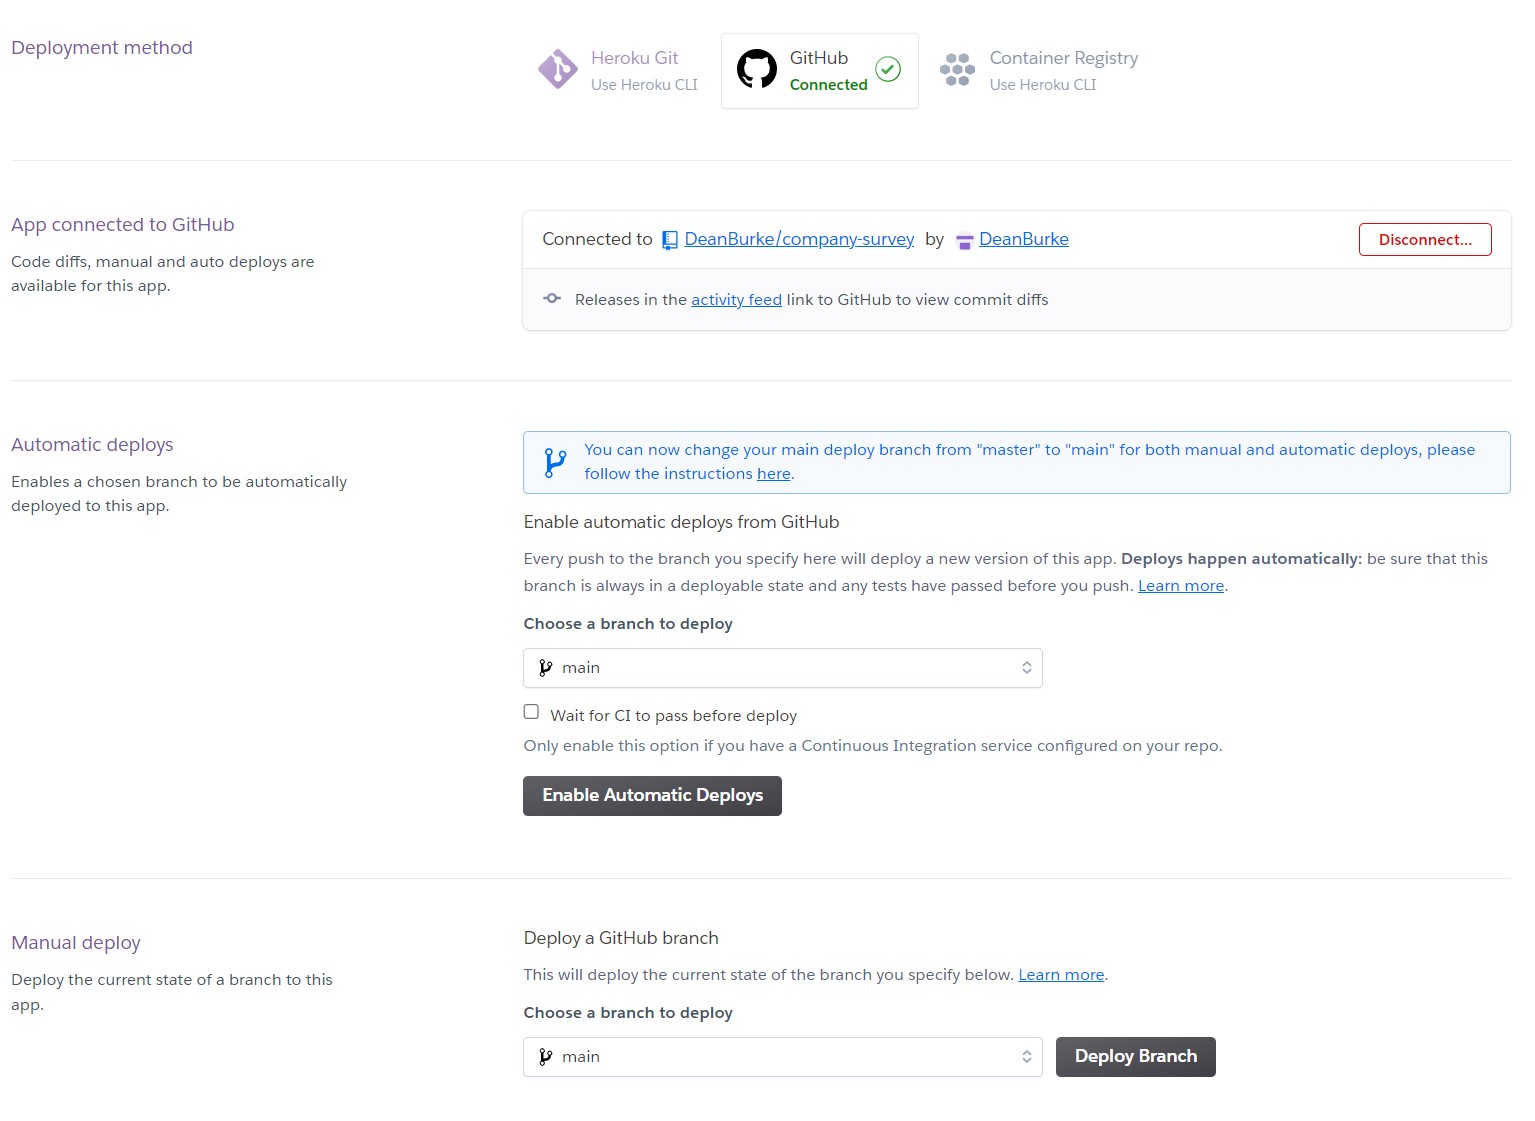 Deployment method
Heroku Git
Use Heroku CLI
GitHub
Connected
Container Registry
Use Heroku CLI
App connected to GitHub
Code diffs, manual and auto deploys are
available for this app.
Connected to DeanBurke/company-survey by DeanBurke
Disconnect...
Releases in the activity feed link to GitHub to view commit diffs
Automatic deploys
Enables a chosen branch to be automatically
deployed to this app.
You can now change your main deploy branch from "master" to "main" for both manual and automatic deploys, please
follow the instructions here.
Enable automatic deploys from GitHub
Every push to the branch you specify here will deploy a new version of this app. Deploys happen automatically: be sure that this
branch is always in a deployable state and any tests have passed before you push. Learn more.
Choose a branch to deploy
main
Wait for CI to pass before deploy
Only enable this option if you have a Continuous Integration service configured on your repo.
Enable Automatic Deploys
Manual deploy
Deploy the current state of a branch to this
app.
Deploy a GitHub branch
This will deploy the current state of the branch you specify below. Learn more.
Choose a branch to deploy
main
Deploy Branch